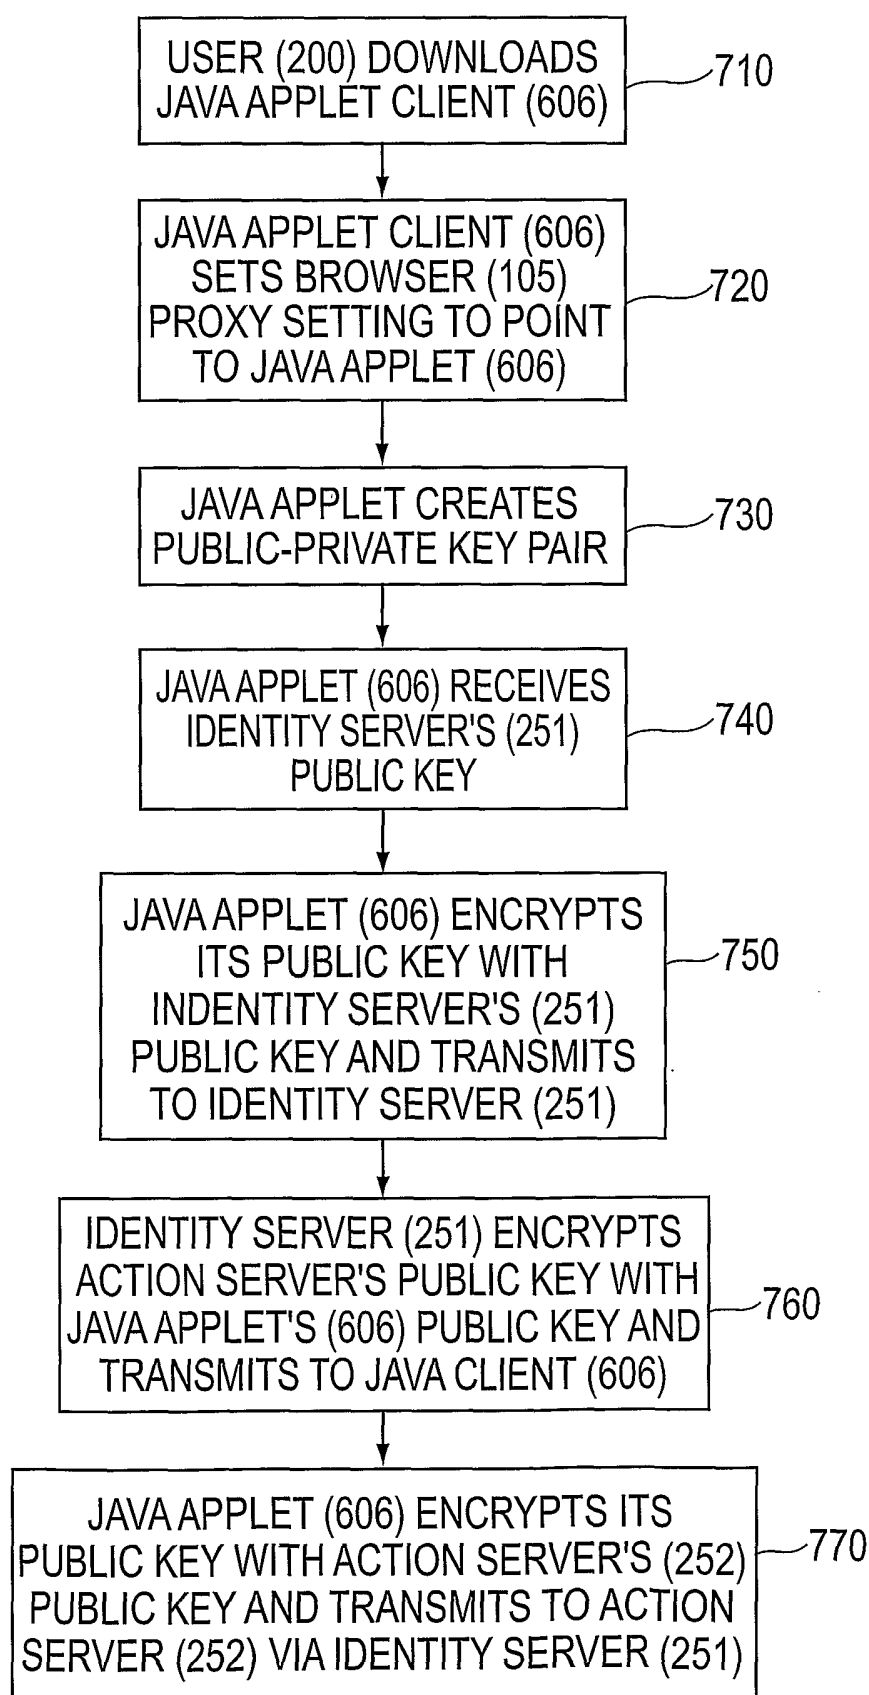 USER (200) DOWNLOADS
JAVA APPLET CLIENT (606)
710
JAVA APPLET CLIENT (606)
SETS BROWSER (105)
PROXY SETTING TO POINT
TO JAVA APPLET (606)
720
JAVA APPLET CREATES
PUBLIC-PRIVATE KEY PAIR
730
JAVA APPLET (606) RECEIVES
IDENTITY SERVER'S (251)
PUBLIC KEY
740
JAVA APPLET (606) ENCRYPTS
ITS PUBLIC KEY WITH
INDENTITY SERVER'S (251)
PUBLIC KEY AND TRANSMITS
TO IDENTITY SERVER (251)
750
IDENTITY SERVER (251) ENCRYPTS
ACTION SERVER'S PUBLIC KEY WITH
JAVA APPLET'S (606) PUBLIC KEY AND
TRANSMITS TO JAVA CLIENT (606)
760
JAVA APPLET (606) ENCRYPTS ITS
PUBLIC KEY WITH ACTION SERVER'S (252)
PUBLIC KEY AND TRANSMITS TO ACTION
SERVER (252) VIA IDENTITY SERVER (251)
770